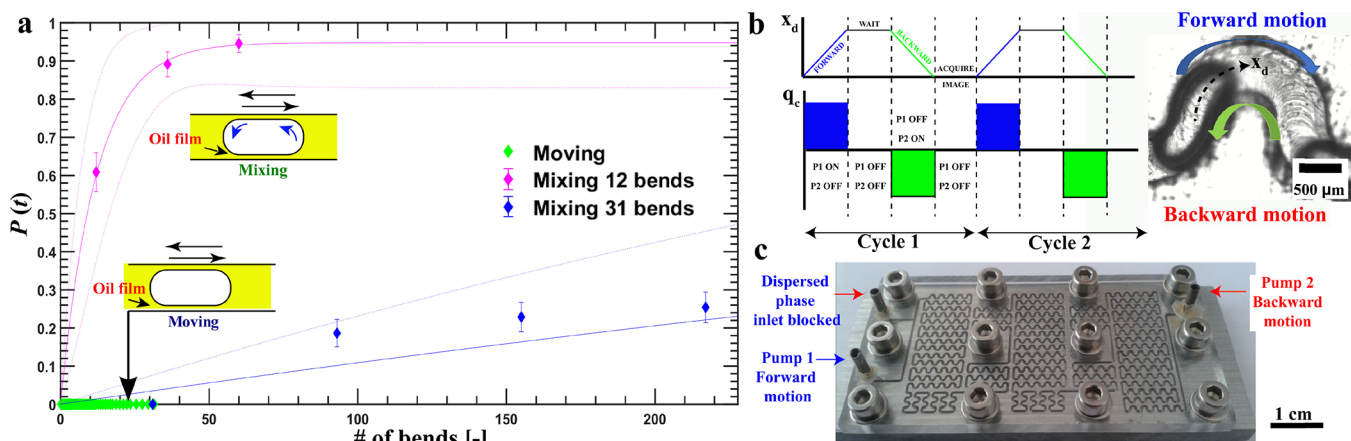 a
P (t)
1
0.9
0.8
0.7
0.6
0.5
0.4
0.3
0.2
0.1
0
0 50 100 150 200
# of bends [-]
Oil film
Mixing
Oil film
Moving
Moving
Mixing 12 bends
Mixing 31 bends
b
x_d
FORWARD
WAIT
BACKWARD
ACQUIRE
IMAGE
q_c
P1 ON
P2 OFF
P1 OFF
P2 OFF
P1 OFF
P2 ON
P1 OFF
P2 OFF
Cycle 1
Cycle 2
Forward motion
x_d
500 µm
Backward motion
c
Dispersed
phase
inlet blocked
Pump 1
Forward
motion
Pump 2
Backward
motion
1 cm